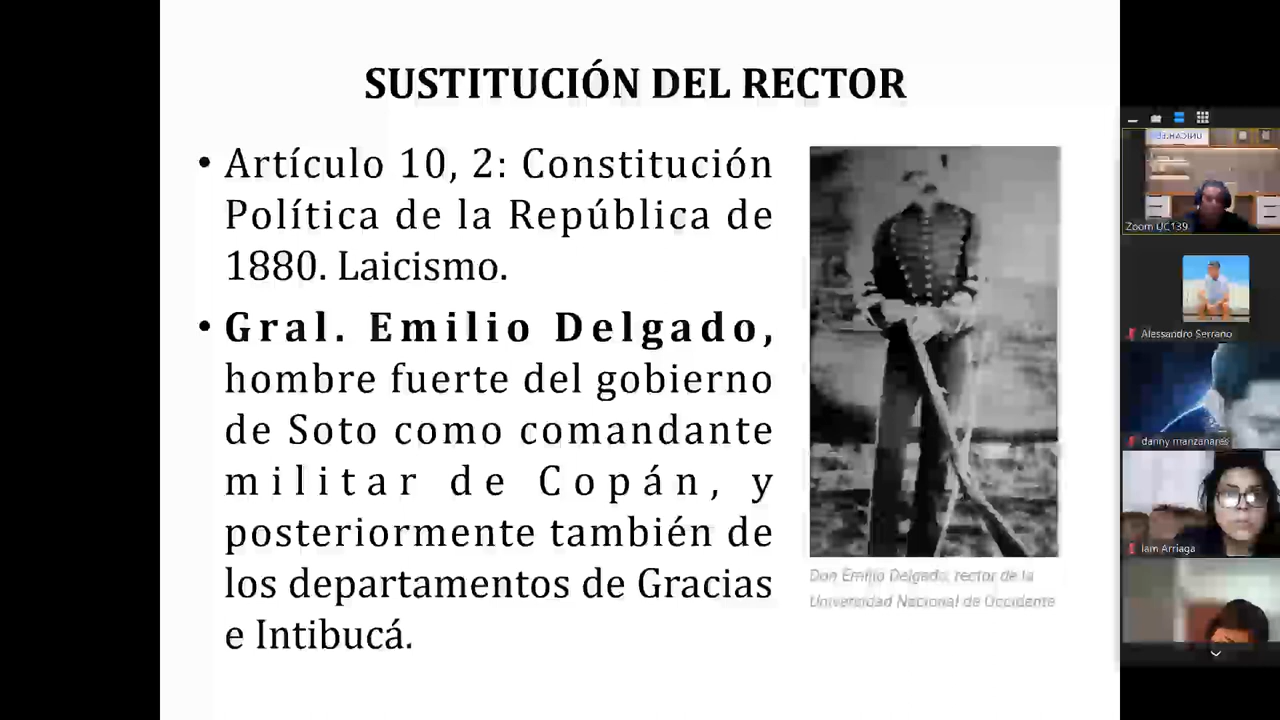 SUSTITUCIÓN DEL RECTOR
• Artículo 10, 2: Constitución
Política de la República de
1880. Laicismo.
• Gral. Emilio Delgado,
hombre fuerte del gobierno
de Soto como comandante
militar de Copán, y
posteriormente también de
los departamentos de Gracias
e Intibucá.
Don Emilio Delgado, rector de la
Universidad Nacional de Occidente
Zoom UC139
Alessandro Serrano
danny manzanares
Iam Arriaga